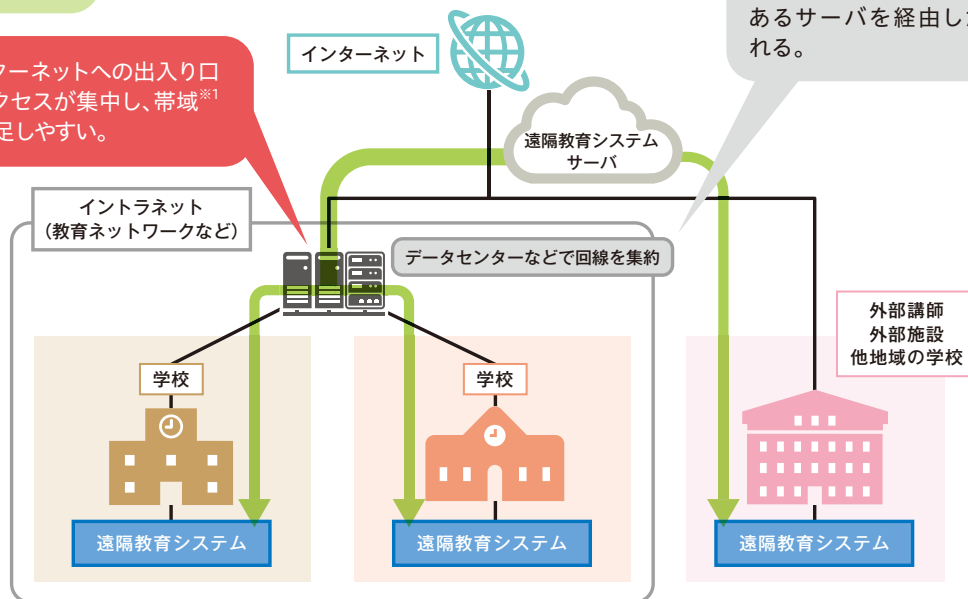 あるサーバを経由し
れる。
インターネット
ターネットへの出入り口
クセスが集中し、帯域※1
足しやすい。
遠隔教育システム
サーバ
イントラネット
（教育ネットワークなど）
データセンターなどで回線を集約
外部講師
外部施設
他地域の学校
学校
学校
遠隔教育システム
遠隔教育システム
遠隔教育システム